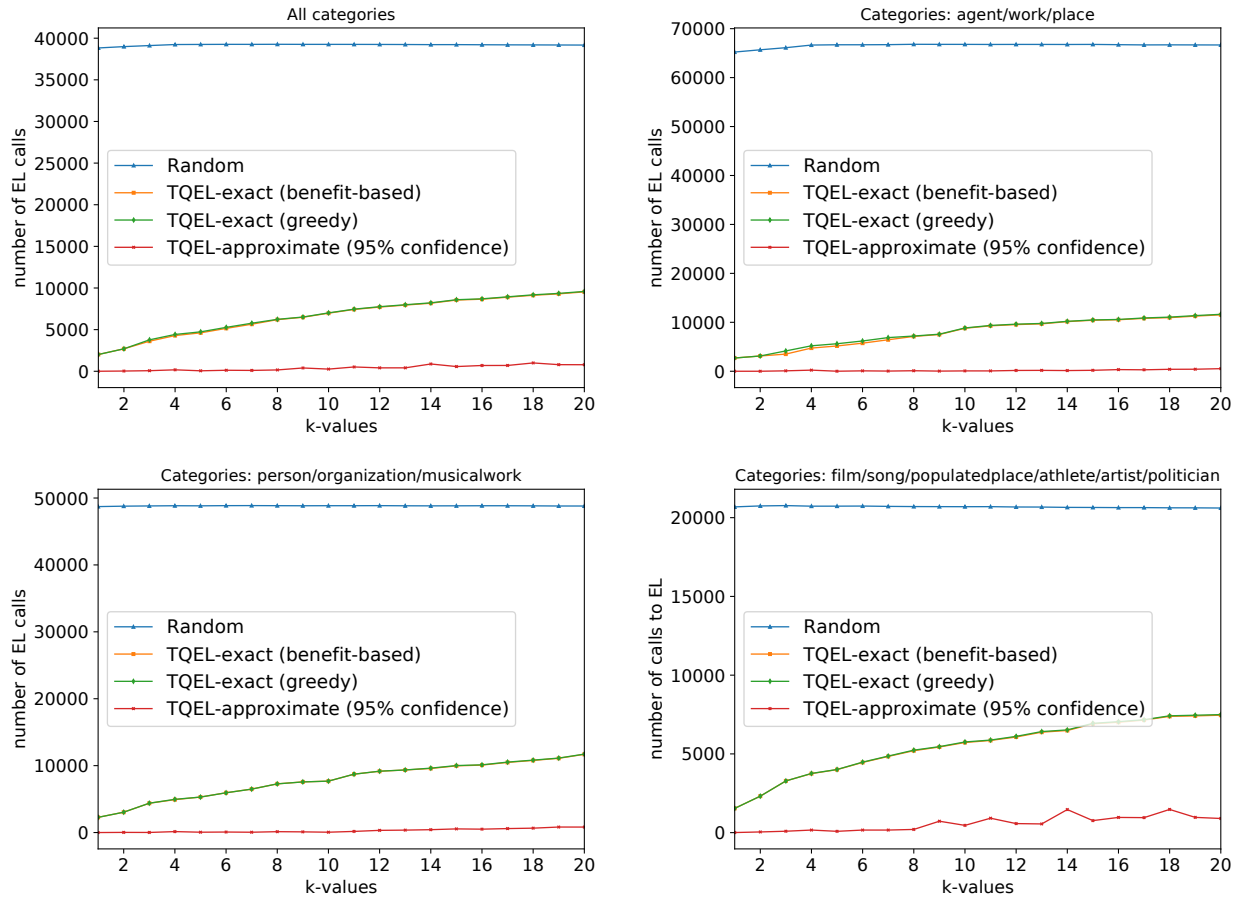 All categories
number of EL calls
40000
35000
30000
25000
20000
15000
10000
5000
0
Random
TQEL-exact (benefit-based)
TQEL-exact (greedy)
TQEL-approximate (95% confidence)
2 4 6 8 10 12 14 16 18 20
k-values
Categories: agent/work/place
number of EL calls
70000
60000
50000
40000
30000
20000
10000
0
Random
TQEL-exact (benefit-based)
TQEL-exact (greedy)
TQEL-approximate (95% confidence)
2 4 6 8 10 12 14 16 18 20
k-values
Categories: person/organization/musicalwork
number of EL calls
50000
40000
30000
20000
10000
0
Random
TQEL-exact (benefit-based)
TQEL-exact (greedy)
TQEL-approximate (95% confidence)
2 4 6 8 10 12 14 16 18 20
k-values
Categories: film/song/populatedplace/athlete/artist/politician
number of calls to EL
20000
15000
10000
5000
0
Random
TQEL-exact (benefit-based)
TQEL-exact (greedy)
TQEL-approximate (95% confidence)
2 4 6 8 10 12 14 16 18 20
k-values